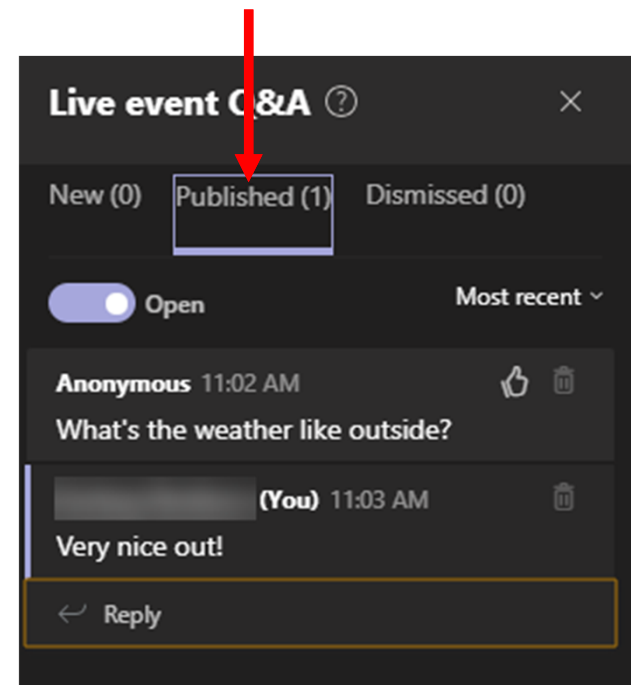 Live event Q&A
New (0) Published (1) Dismissed (0)
Open Most recent
Anonymous 11:02 AM
What's the weather like outside?
(You) 11:03 AM
Very nice out!
Reply